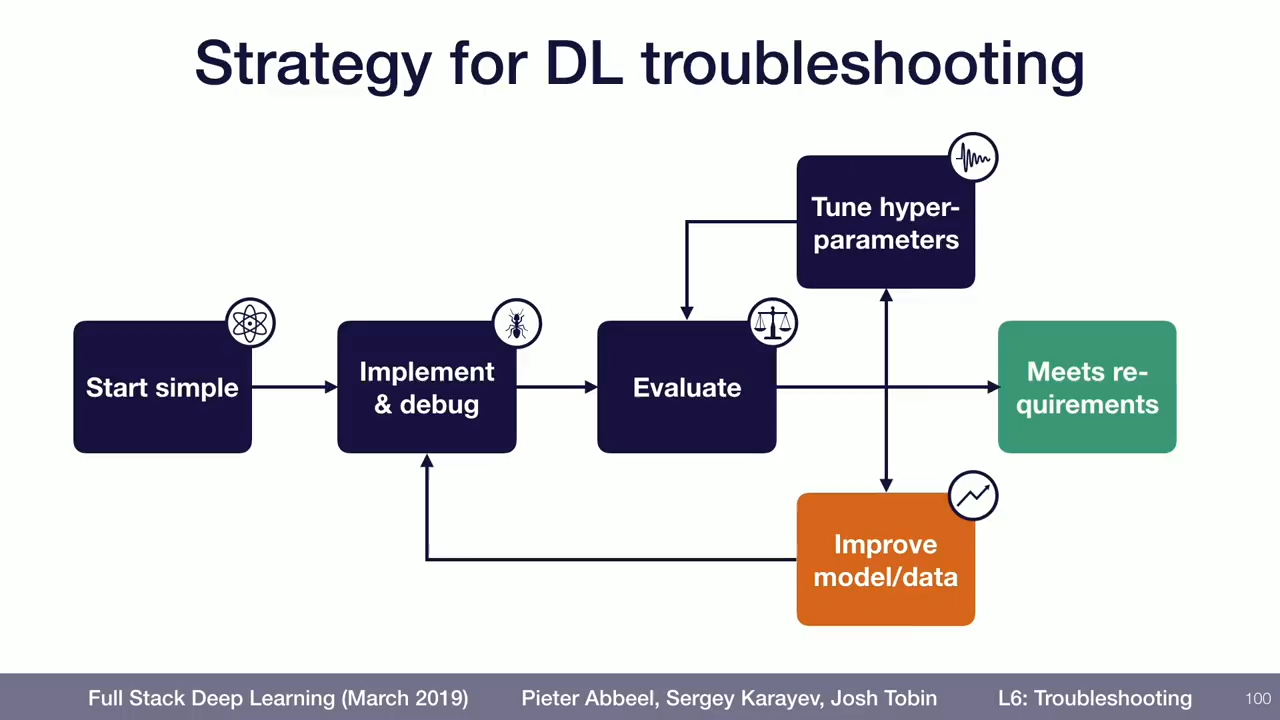 Strategy for DL troubleshooting
Tune hyper-
parameters
Start simple
Implement
& debug
Evaluate
Meets re-
quirements
Improve
model/data
Full Stack Deep Learning (March 2019)
Pieter Abbeel, Sergey Karayev, Josh Tobin
L6: Troubleshooting
100